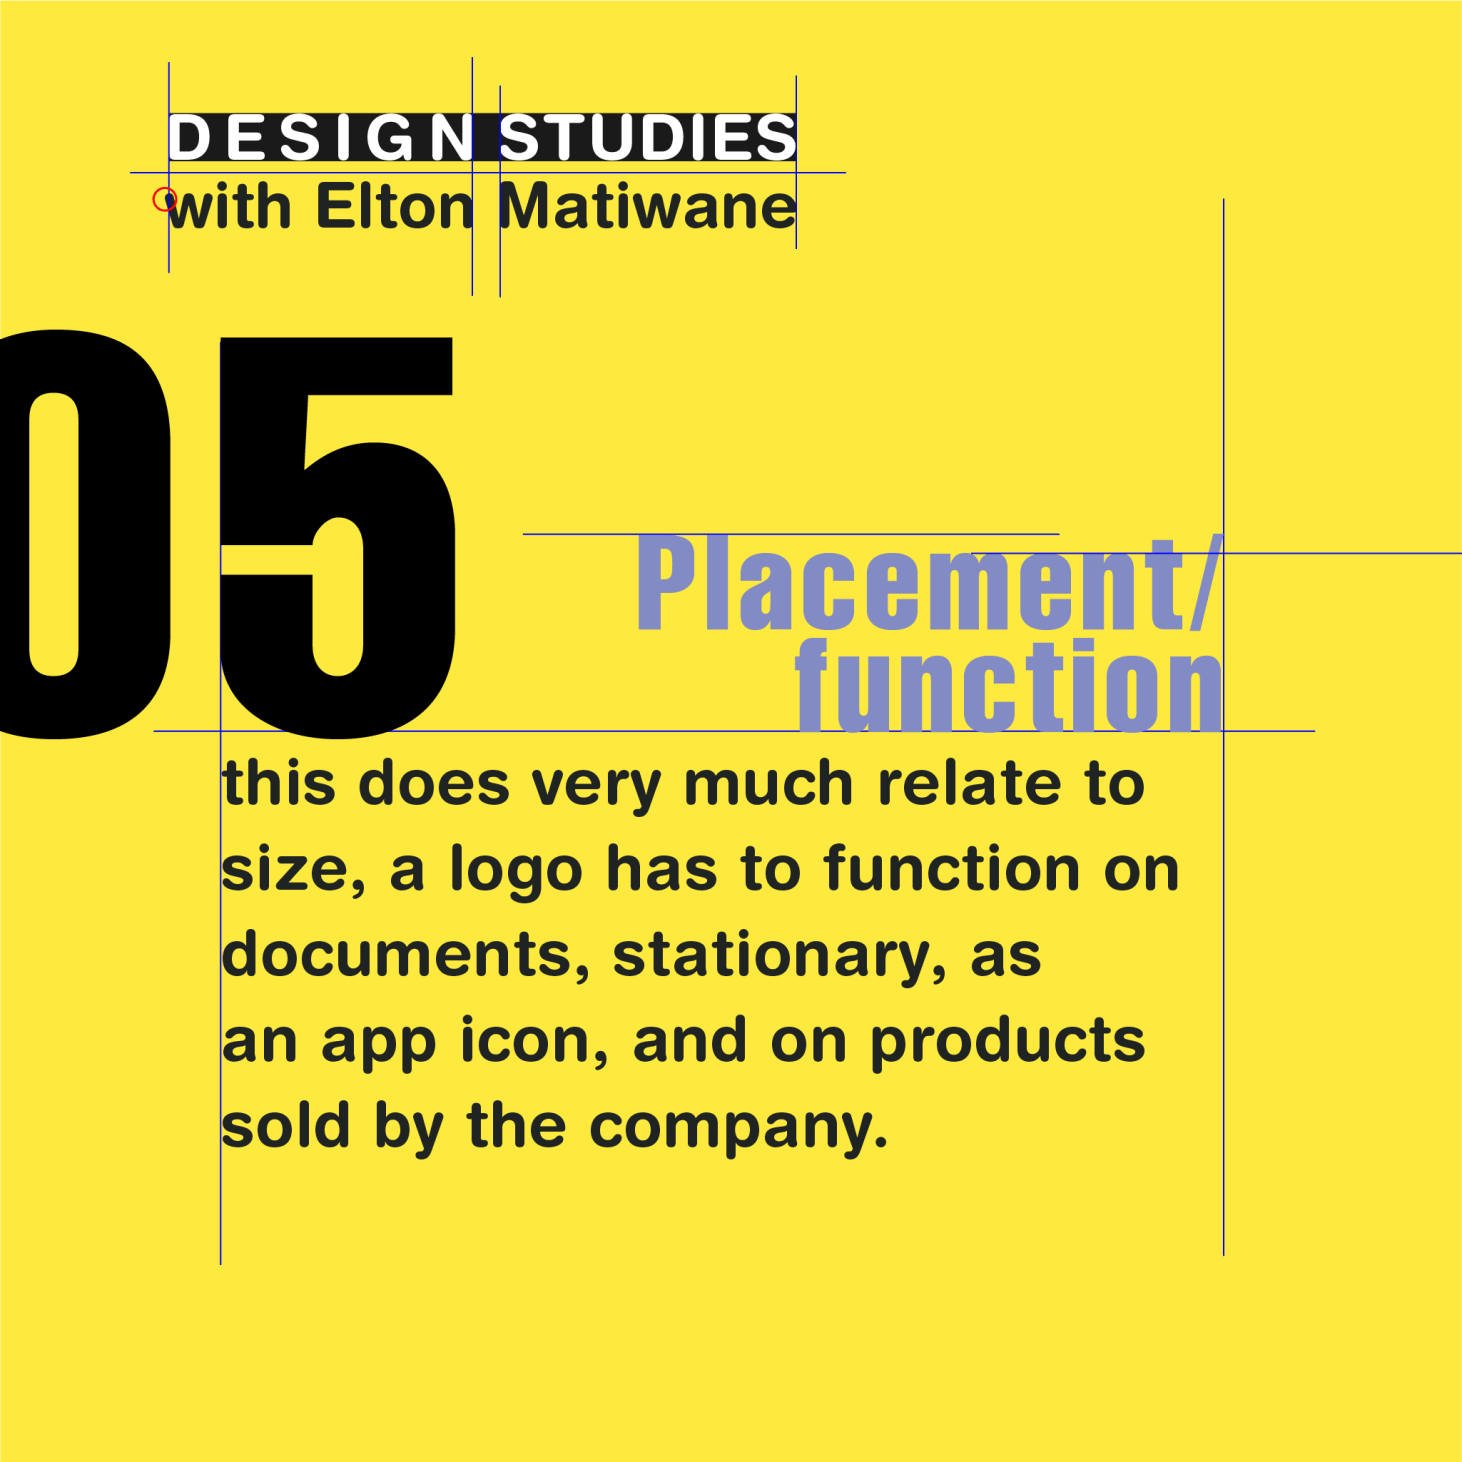 DESIGN STUDIES
with Elton Matiwane
05
Placement/
function
this does very much relate to
size, a logo has to function on
documents, stationary, as
an app icon, and on products
sold by the company.